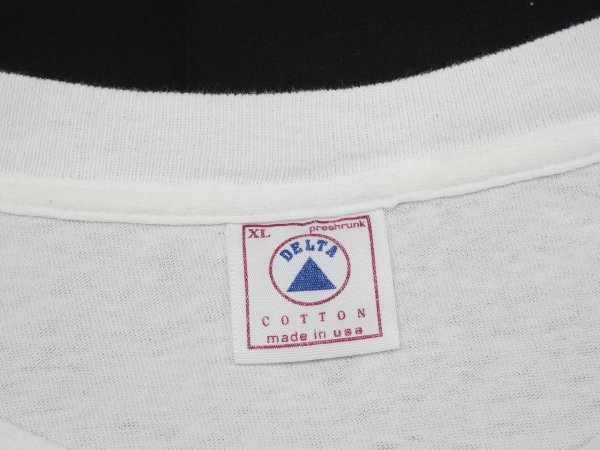 XL preshrunk
DELTA
COTTON
made in usa